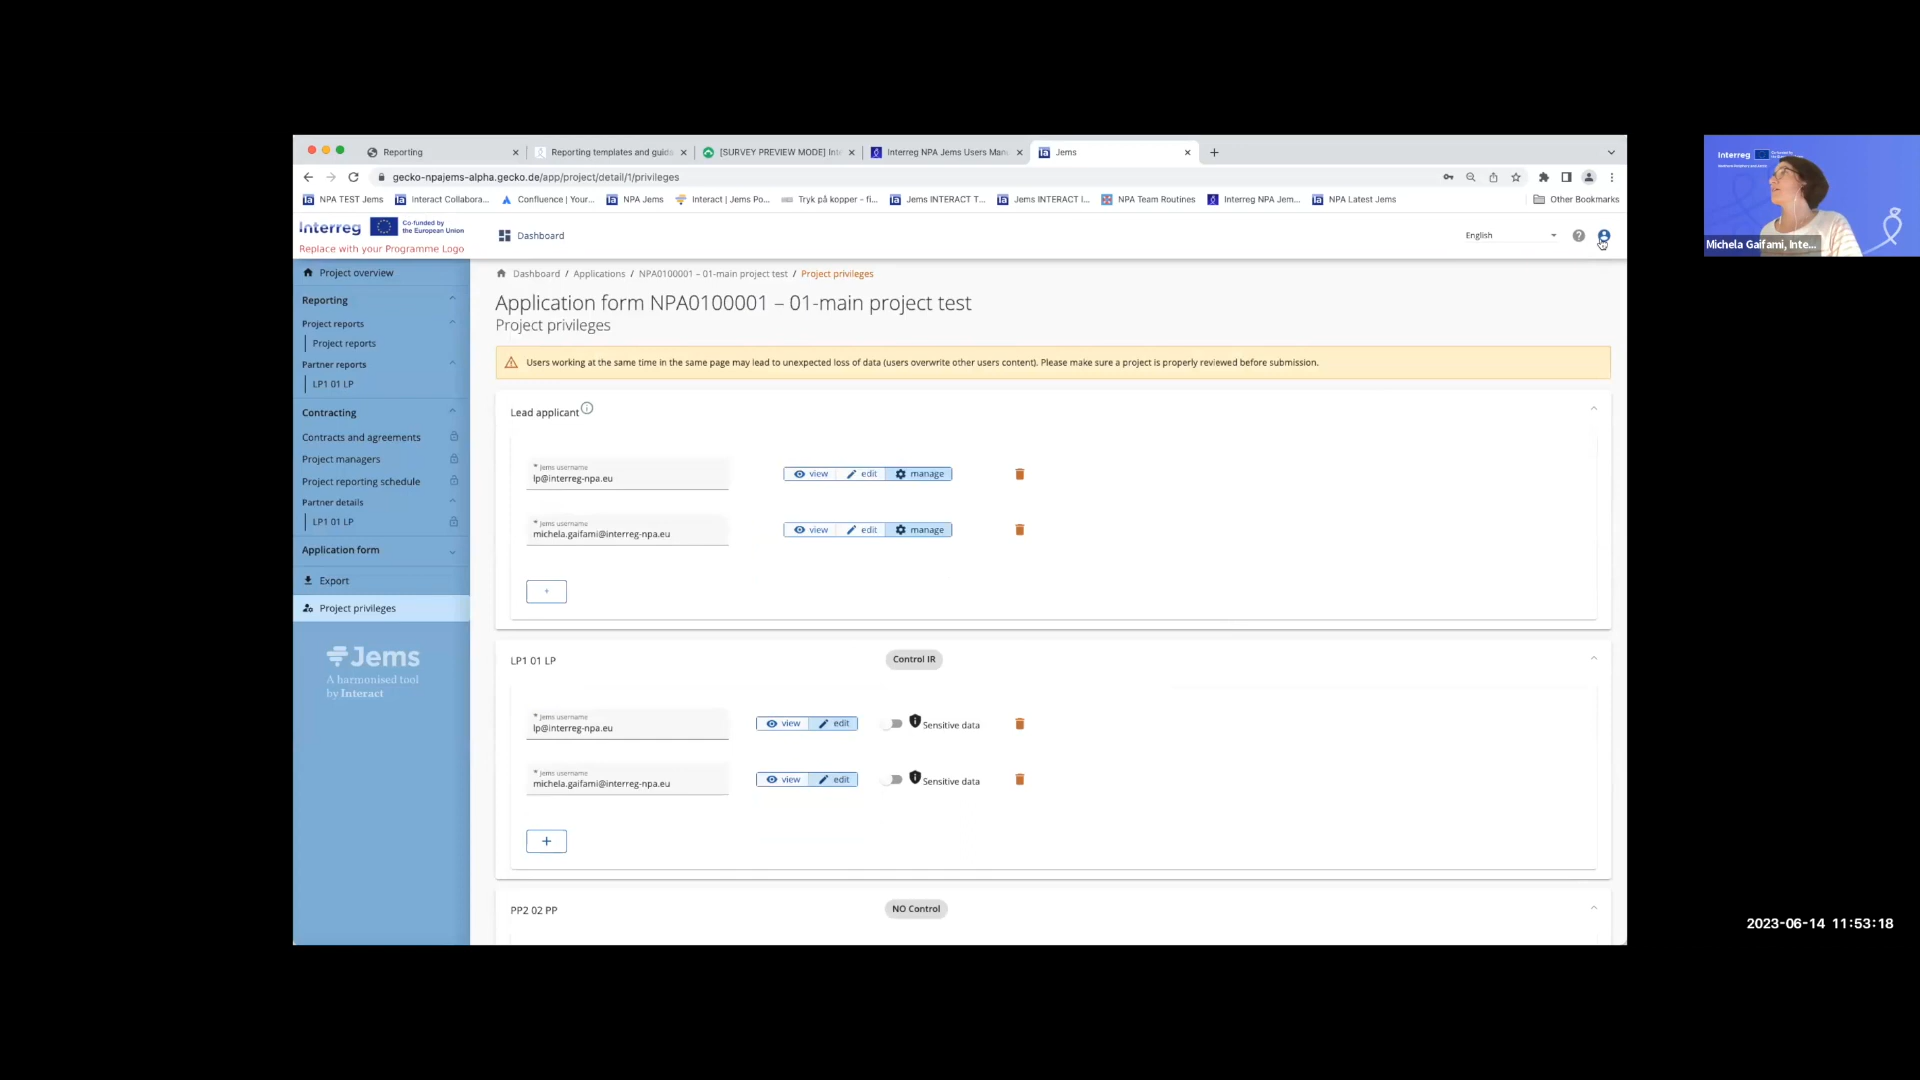 Reporting
Reporting templates and guida
[SURVEY PREVIEW MODE] Int
Interreg NPA Jems Users Man
Jems
gecko-npajems-alpha.gecko.de/app/project/detail/1/privileges
NPA TEST Jems
Interact Collabora...
Confluence | Your...
NPA Jems
Interact | Jems Po...
Tryk på kopper – fi...
Jems INTERACT T...
Jems INTERACT I...
NPA Team Routines
Interreg NPA Jem...
NPA Latest Jems
Other Bookmarks
Interreg
Co-funded by
the European Union
Replace with your Programme Logo
Dashboard
English
Project overview
Reporting
Project reports
Project reports
Partner reports
LP1 01 LP
Contracting
Contracts and agreements
Project managers
Project reporting schedule
Partner details
LP1 01 LP
Application form
Export
Project privileges
Jems
A harmonised tool
by Interact
Dashboard / Applications / NPA0100001 – 01-main project test / Project privileges
Application form NPA0100001 – 01-main project test
Project privileges
Users working at the same time in the same page may lead to unexpected loss of data (users overwrite other users content). Please make sure a project is properly reviewed before submission.
Lead applicant
* Jems username
lp@interreg-npa.eu
view edit manage
* Jems username
michela.gaifami@interreg-npa.eu
view edit manage
+
LP1 01 LP
Control IR
* Jems username
lp@interreg-npa.eu
view edit
Sensitive data
* Jems username
michela.gaifami@interreg-npa.eu
view edit
Sensitive data
+
PP2 02 PP
NO Control
Interreg
Michela Gaifami, Inte...
2023-06-14 11:53:18